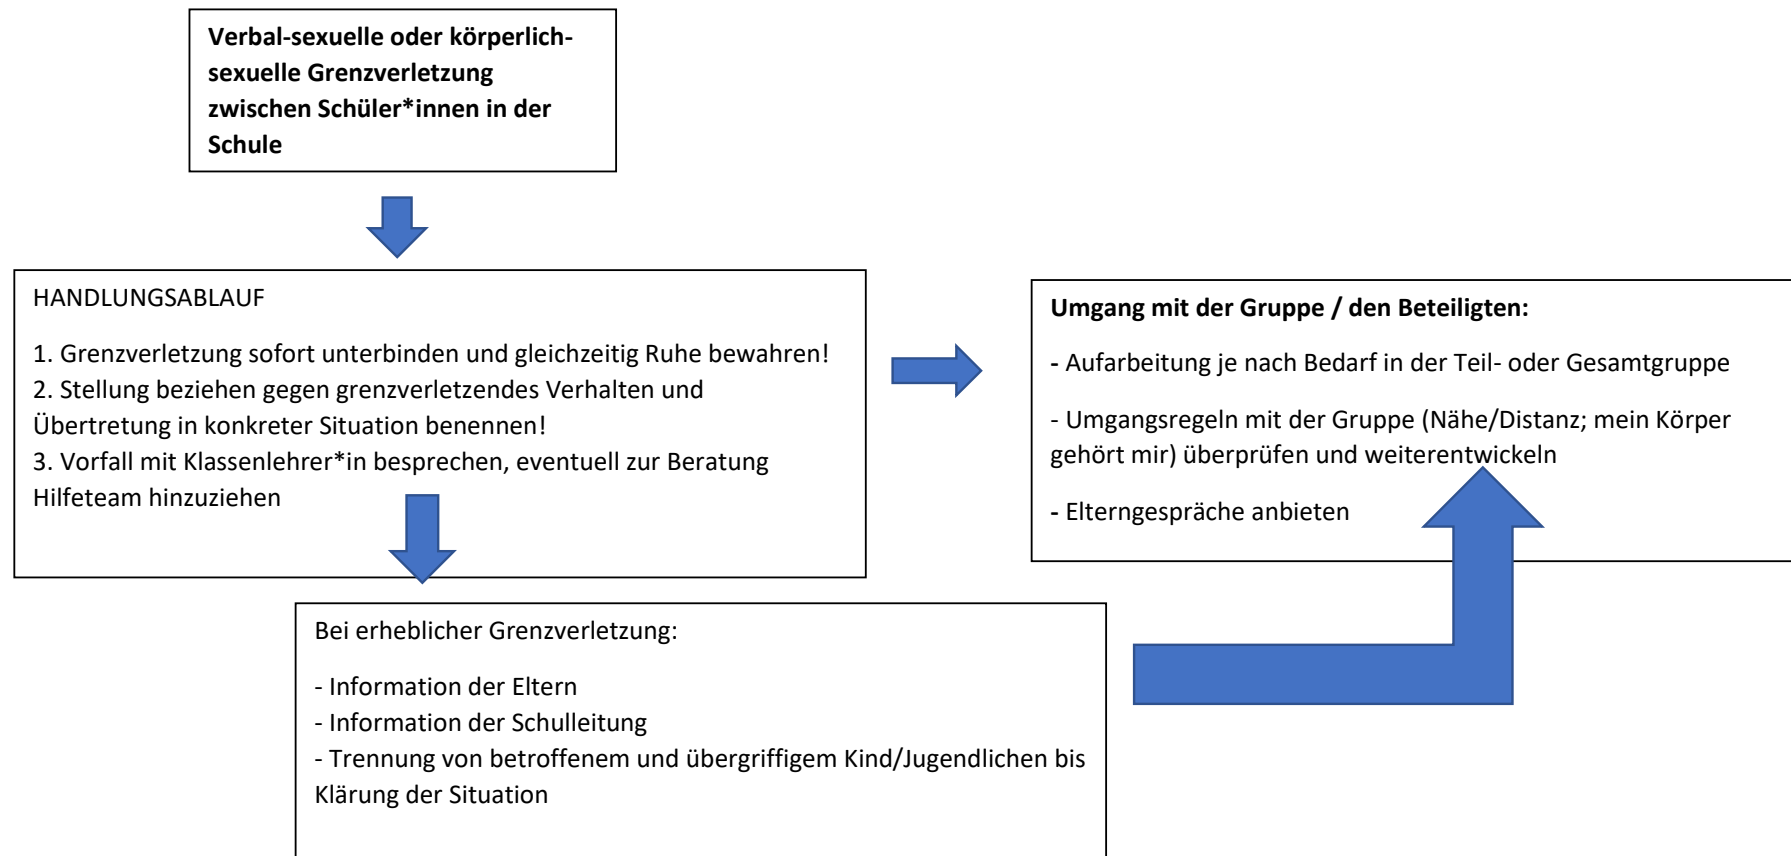 Verbal-sexuelle oder körperlich-
sexuelle Grenzverletzung
zwischen Schüler*innen in der
Schule
HANDLUNGSABLAUF
1. Grenzverletzung sofort unterbinden und gleichzeitig Ruhe bewahren!
2. Stellung beziehen gegen grenzverletzendes Verhalten und
Übertretung in konkreter Situation benennen!
3. Vorfall mit Klassenlehrer*in besprechen, eventuell zur Beratung
Hilfeteam hinzuziehen
Umgang mit der Gruppe / den Beteiligten:
- Aufarbeitung je nach Bedarf in der Teil- oder Gesamtgruppe
- Umgangsregeln mit der Gruppe (Nähe/Distanz; mein Körper
gehört mir) überprüfen und weiterentwickeln
- Elterngespräche anbieten
Bei erheblicher Grenzverletzung:
- Information der Eltern
- Information der Schulleitung
- Trennung von betroffenem und übergriffigem Kind/Jugendlichen bis
Klärung der Situation